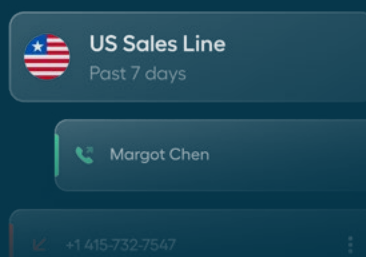 US Sales Line
Past 7 days
Margot Chen
+1 415-732-7547